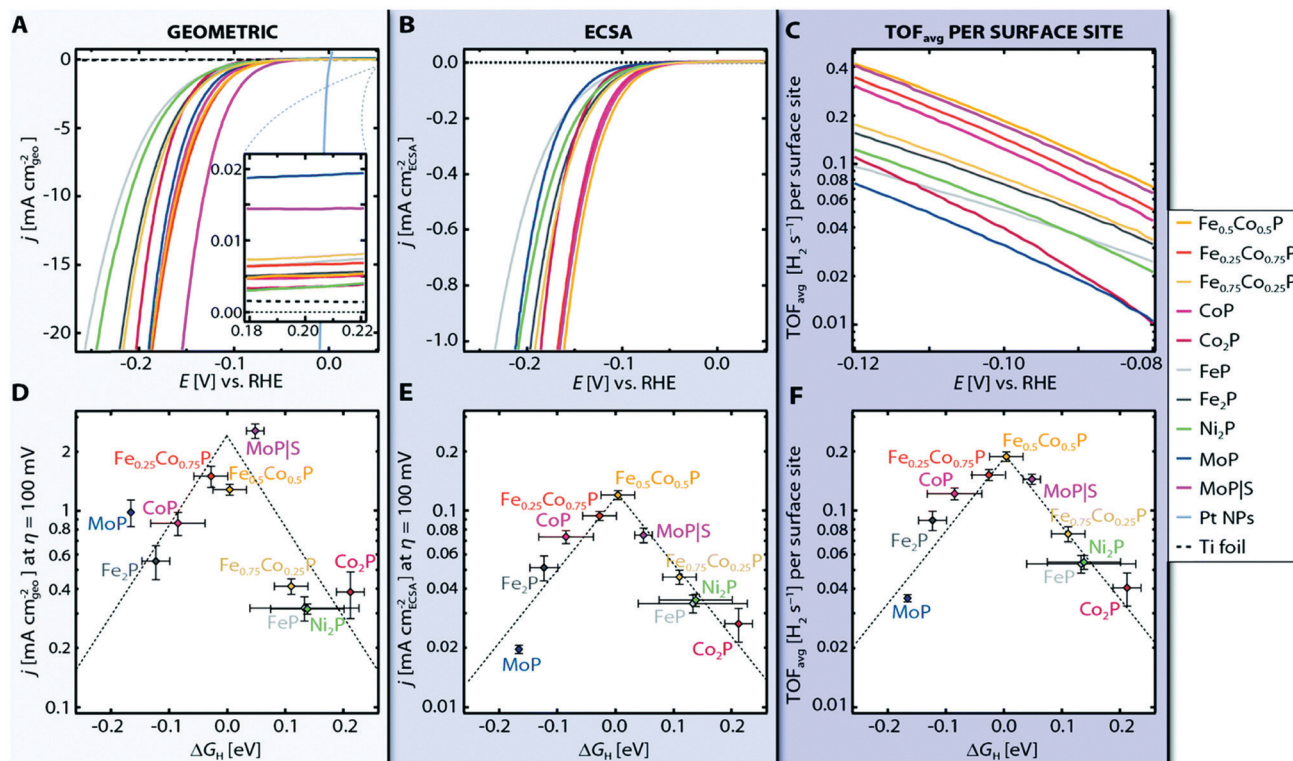 A GEOMETRIC
0
-5
-10
-15
-20
j [mA cm⁻²geo]
0.02
0.01
0.00
0.18 0.20 0.22
-0.2 -0.1 0.0
E [V] vs. RHE
B ECSA
0.0
-0.2
-0.4
-0.6
-0.8
-1.0
j [mA cm⁻²ECSA]
-0.2 -0.1 0.0
E [V] vs. RHE
C TOFavg PER SURFACE SITE
0.4
0.2
0.1
0.04
0.02
0.01
TOFavg [H₂ s⁻¹] per surface site
-0.12 -0.10 -0.08
E [V] vs. RHE
Fe0.5Co0.5P
Fe0.25Co0.75P
Fe0.75Co0.25P
CoP
Co₂P
FeP
Fe₂P
Ni₂P
MoP
MoP|S
Pt NPs
Ti foil
D
2
1
0.8
0.6
0.4
0.2
0.1
j [mA cm⁻²geo] at η = 100 mV
MoP|S
Fe0.25Co0.75P
Fe0.5Co0.5P
MoP
CoP
Fe₂P
Fe0.75Co0.25P
Co₂P
FeP
Ni₂P
-0.2 -0.1 0.0 0.1 0.2
ΔGH [eV]
E
0.2
0.1
0.08
0.06
0.04
0.02
0.01
j [mA cm⁻²ECSA] at η = 100 mV
Fe0.5Co0.5P
Fe0.25Co0.75P
CoP
MoP|S
Fe₂P
Fe0.75Co0.25P
Ni₂P
FeP
Co₂P
MoP
-0.2 -0.1 0.0 0.1 0.2
ΔGH [eV]
F
0.2
0.1
0.08
0.06
0.04
0.02
0.01
TOFavg [H₂ s⁻¹] per surface site
Fe0.5Co0.5P
Fe0.25Co0.75P
CoP
MoP|S
Fe₂P
Fe0.75Co0.25P
Ni₂P
FeP
Co₂P
MoP
-0.2 -0.1 0.0 0.1 0.2
ΔGH [eV]